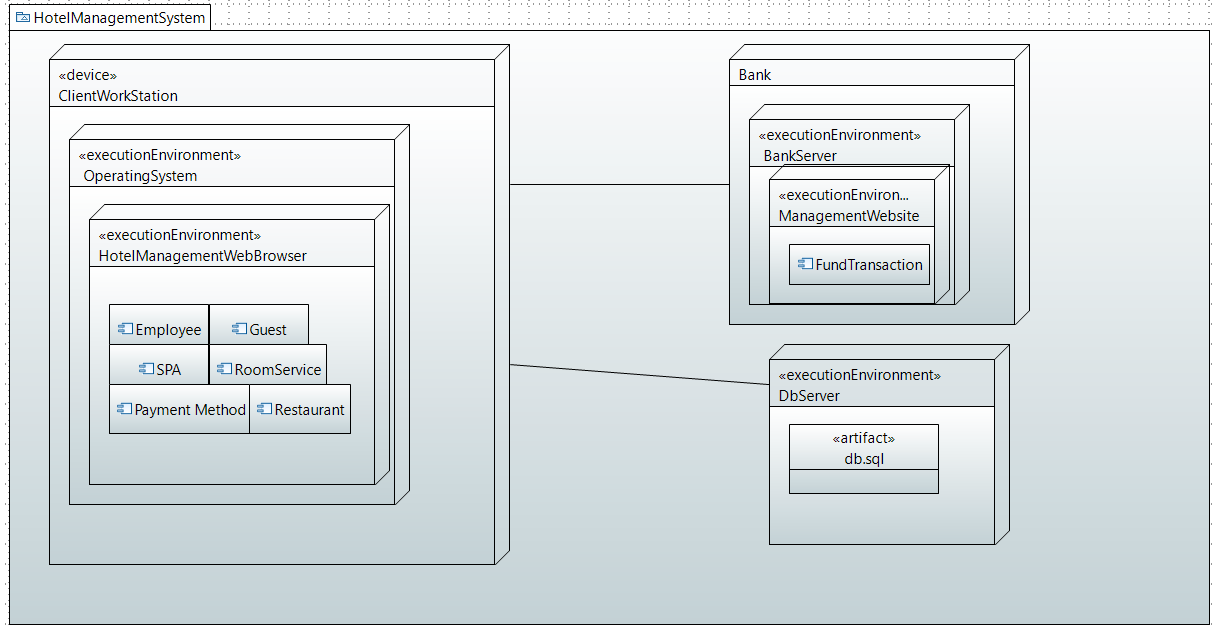 HotelManagementSystem
«device»
ClientWorkStation
«executionEnvironment»
OperatingSystem
«executionEnvironment»
HotelManagementWebBrowser
Employee
Guest
SPA
RoomService
Payment Method
Restaurant
Bank
«executionEnvironment»
BankServer
«executionEnviron...
ManagementWebsite
FundTransaction
«executionEnvironment»
DbServer
«artifact»
db.sql